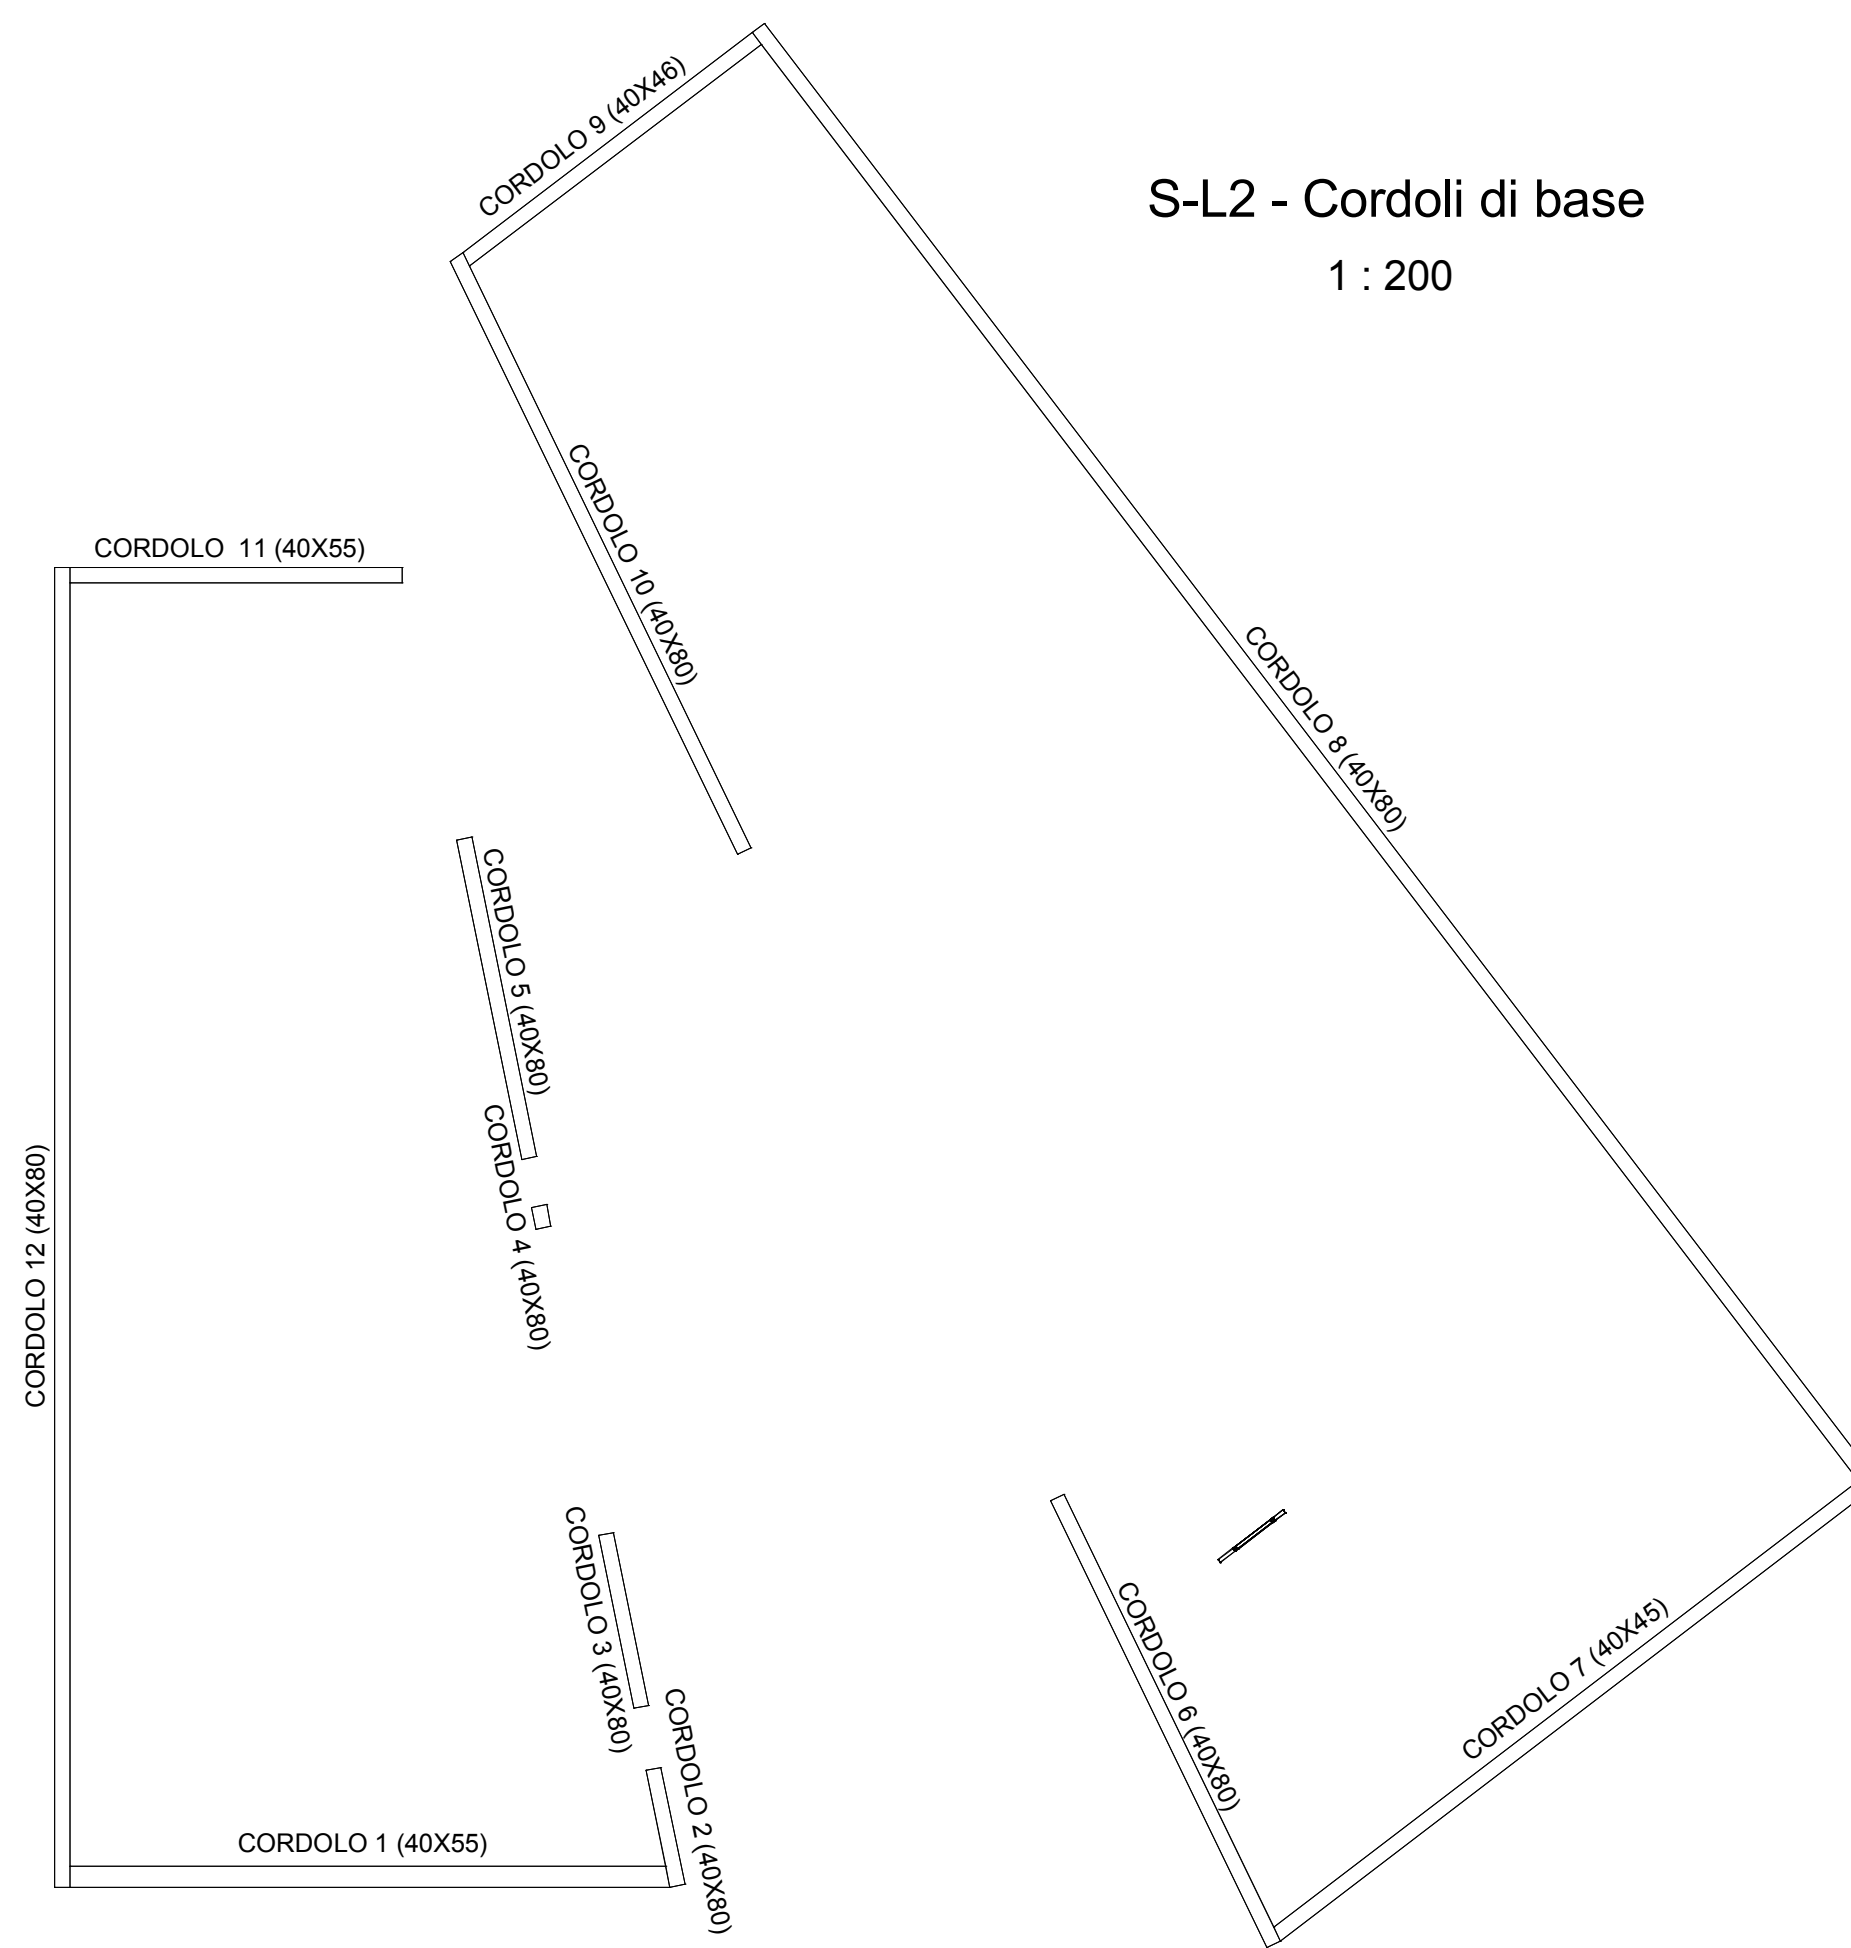 CORDOLO 9 (40X46)
S-L2 - Cordoli di base
1 : 200
CORDOLO 10 (40X80)
CORDOLO  11 (40X55)
CORDOLO 8 (40X80)
CORDOLO 5 (40X80)
CORDOLO 4 (40X80)
CORDOLO 12 (40X80)
CORDOLO 3 (40X80)
CORDOLO 6 (40X80)
CORDOLO 7 (40X45)
CORDOLO 2 (40X80)
CORDOLO 1 (40X55)